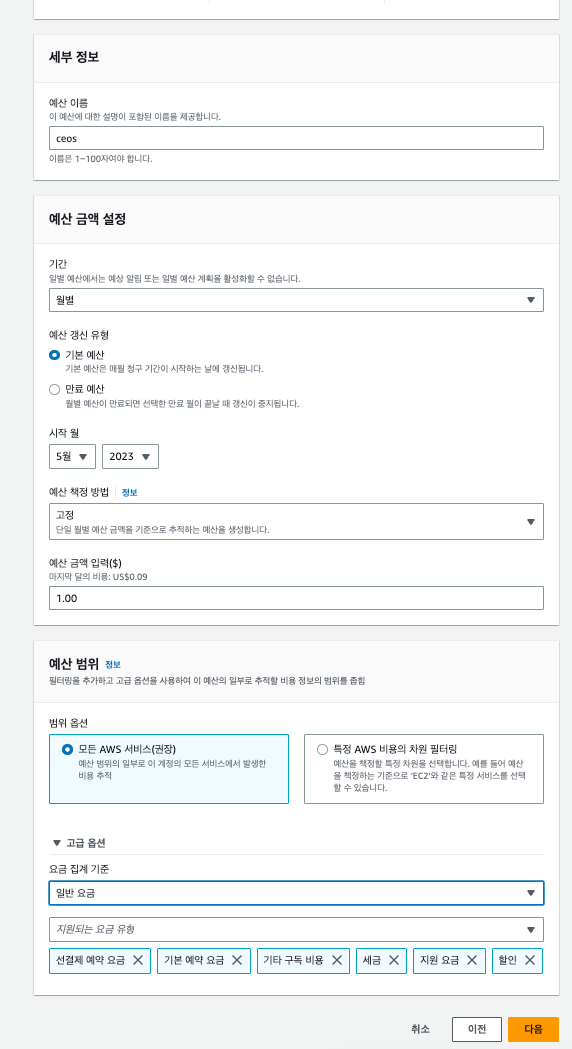 세부 정보
예산 이름
이 예산에 대한 설명이 포함된 이름을 제공합니다.
ceos
이름은 1~100자여야 합니다.
예산 금액 설정
기간
일별 예산에서는 예상 알림 또는 일별 예산 계획을 활성화할 수 없습니다.
월별
예산 갱신 유형
기본 예산
기본 예산은 매월 청구 기간이 시작하는 날에 갱신됩니다.
만료 예산
월별 예산이 만료되면 선택한 만료 월이 끝날 때 갱신이 중지됩니다.
시작 월
5월 2023
예산 책정 방법 정보
고정
단일 월별 예산 금액을 기준으로 추적하는 예산을 생성합니다.
예산 금액 입력($)
마지막 달의 비용: US$0.09
1.00
예산 범위 정보
필터링을 추가하고 고급 옵션을 사용하여 이 예산의 일부로 추적할 비용 정보의 범위를 좁힘
범위 옵션
모든 AWS 서비스(권장)
예산 범위의 일부로 이 계정의 모든 서비스에서 발생한
비용 추적
특정 AWS 비용의 차원 필터링
예산을 책정할 특정 차원을 선택합니다. 예를 들어 예산
을 책정하는 기준으로 'EC2'와 같은 특정 서비스를 선택
할 수 있습니다.
고급 옵션
요금 집계 기준
일반 요금
지원되는 요금 유형
선결제 예약 요금 기본 예약 요금 기타 구독 비용 세금 지원 요금 할인
취소 이전 다음